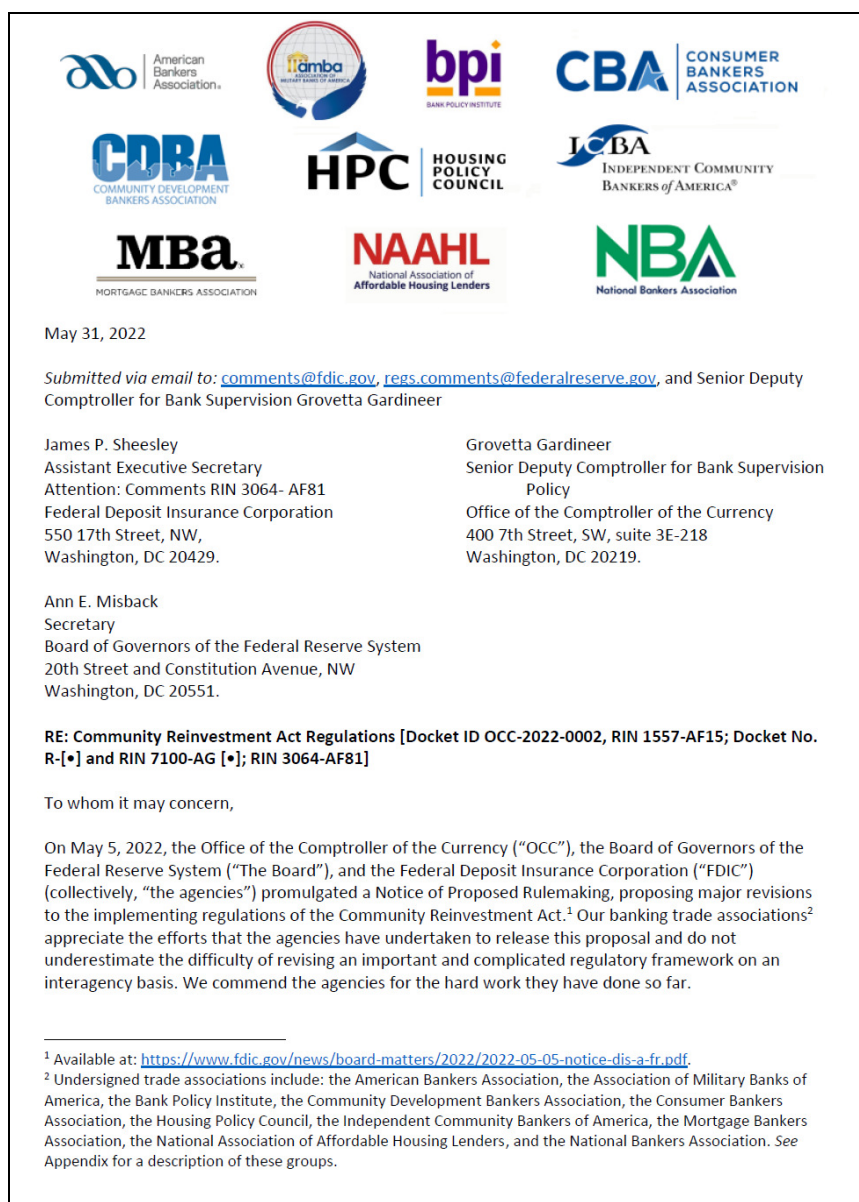 American
Bankers
Association®
amba
ASSOCIATION OF
MILITARY BANKS OF AMERICA
bpi
BANK POLICY INSTITUTE
CBA
CONSUMER
BANKERS
ASSOCIATION
CDBA
COMMUNITY DEVELOPMENT
BANKERS ASSOCIATION
HPC
HOUSING
POLICY
COUNCIL
ICBA
INDEPENDENT COMMUNITY
BANKERS of AMERICA®
MBa
MORTGAGE BANKERS ASSOCIATION
NAAHL
National Association of
Affordable Housing Lenders
NBA
National Bankers Association
May 31, 2022
Submitted via email to: comments@fdic.gov, regs.comments@federalreserve.gov, and Senior Deputy
Comptroller for Bank Supervision Grovetta Gardineer
James P. Sheesley
Assistant Executive Secretary
Attention: Comments RIN 3064- AF81
Federal Deposit Insurance Corporation
550 17th Street, NW,
Washington, DC 20429.
Grovetta Gardineer
Senior Deputy Comptroller for Bank Supervision
Policy
Office of the Comptroller of the Currency
400 7th Street, SW, suite 3E-218
Washington, DC 20219.
Ann E. Misback
Secretary
Board of Governors of the Federal Reserve System
20th Street and Constitution Avenue, NW
Washington, DC 20551.
RE: Community Reinvestment Act Regulations [Docket ID OCC-2022-0002, RIN 1557-AF15; Docket No.
R-[•] and RIN 7100-AG [•]; RIN 3064-AF81]
To whom it may concern,
On May 5, 2022, the Office of the Comptroller of the Currency (“OCC”), the Board of Governors of the
Federal Reserve System (“The Board”), and the Federal Deposit Insurance Corporation (“FDIC”)
(collectively, “the agencies”) promulgated a Notice of Proposed Rulemaking, proposing major revisions
to the implementing regulations of the Community Reinvestment Act.¹ Our banking trade associations²
appreciate the efforts that the agencies have undertaken to release this proposal and do not
underestimate the difficulty of revising an important and complicated regulatory framework on an
interagency basis. We commend the agencies for the hard work they have done so far.
¹ Available at: https://www.fdic.gov/news/board-matters/2022/2022-05-05-notice-dis-a-fr.pdf.
² Undersigned trade associations include: the American Bankers Association, the Association of Military Banks of
America, the Bank Policy Institute, the Community Development Bankers Association, the Consumer Bankers
Association, the Housing Policy Council, the Independent Community Bankers of America, the Mortgage Bankers
Association, the National Association of Affordable Housing Lenders, and the National Bankers Association. See
Appendix for a description of these groups.